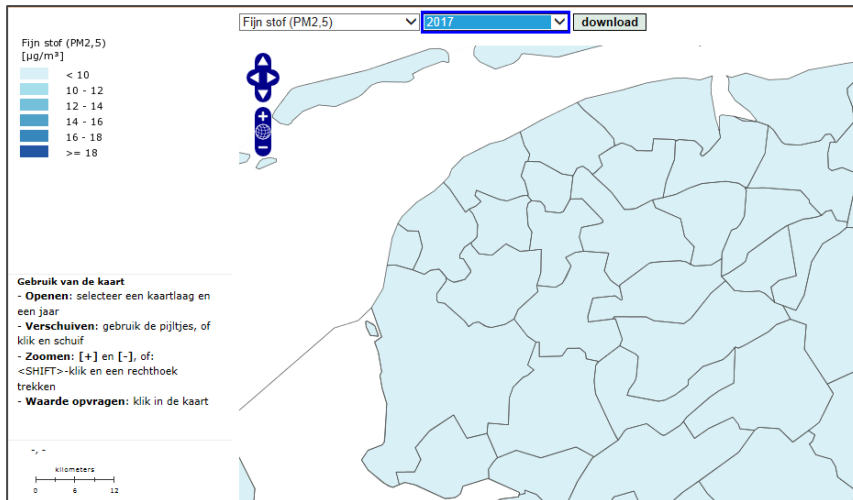 Fijn stof (PM2,5)
2017
download
Fijn stof (PM2,5)
[µg/m³]
< 10
10 - 12
12 - 14
14 - 16
16 - 18
>= 18
Gebruik van de kaart
- Openen: selecteer een kaartlaag en
een jaar
- Verschuiven: gebruik de pijltjes, of
klik en schuif
- Zoomen: [+] en [-], of:
<SHIFT>-klik en een rechthoek
trekken
- Waarde opvragen: klik in de kaart
-, -
kilometers
0 6 12